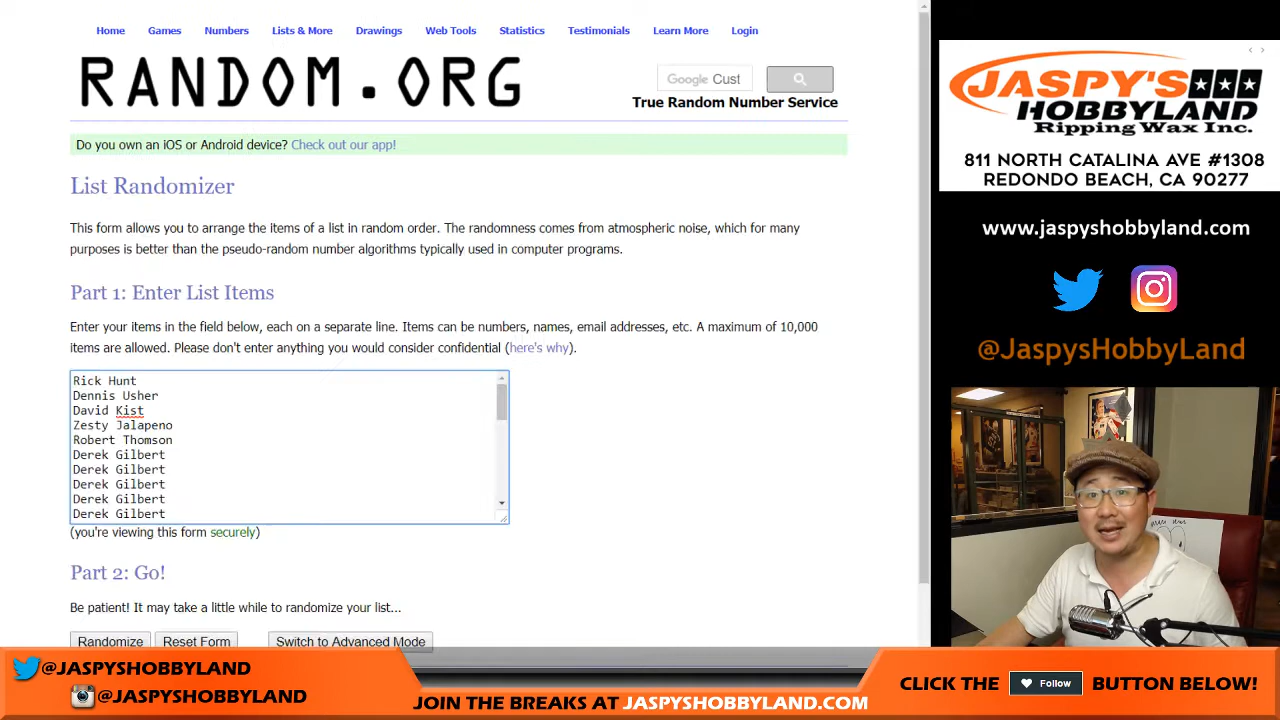 Home Games Numbers Lists & More Drawings Web Tools Statistics Testimonials Learn More Login
RANDOM.ORG
Google Cust
True Random Number Service
Do you own an iOS or Android device? Check out our app!
List Randomizer
This form allows you to arrange the items of a list in random order. The randomness comes from atmospheric noise, which for many
purposes is better than the pseudo-random number algorithms typically used in computer programs.
Part 1: Enter List Items
Enter your items in the field below, each on a separate line. Items can be numbers, names, email addresses, etc. A maximum of 10,000
items are allowed. Please don't enter anything you would consider confidential (here's why).
Rick Hunt
Dennis Usher
David Kist
Zesty Jalapeno
Robert Thomson
Derek Gilbert
Derek Gilbert
Derek Gilbert
Derek Gilbert
Derek Gilbert
(you're viewing this form securely)
Part 2: Go!
Be patient! It may take a little while to randomize your list...
Randomize Reset Form Switch to Advanced Mode
JASPY'S
HOBBYLAND
Ripping Wax Inc.
811 NORTH CATALINA AVE #1308
REDONDO BEACH, CA 90277
www.jaspyshobbyland.com
@JaspysHobbyLand
@JASPYSHOBBYLAND
@JASPYSHOBBYLAND
JOIN THE BREAKS AT JASPYSHOBBYLAND.COM
CLICK THE Follow BUTTON BELOW!